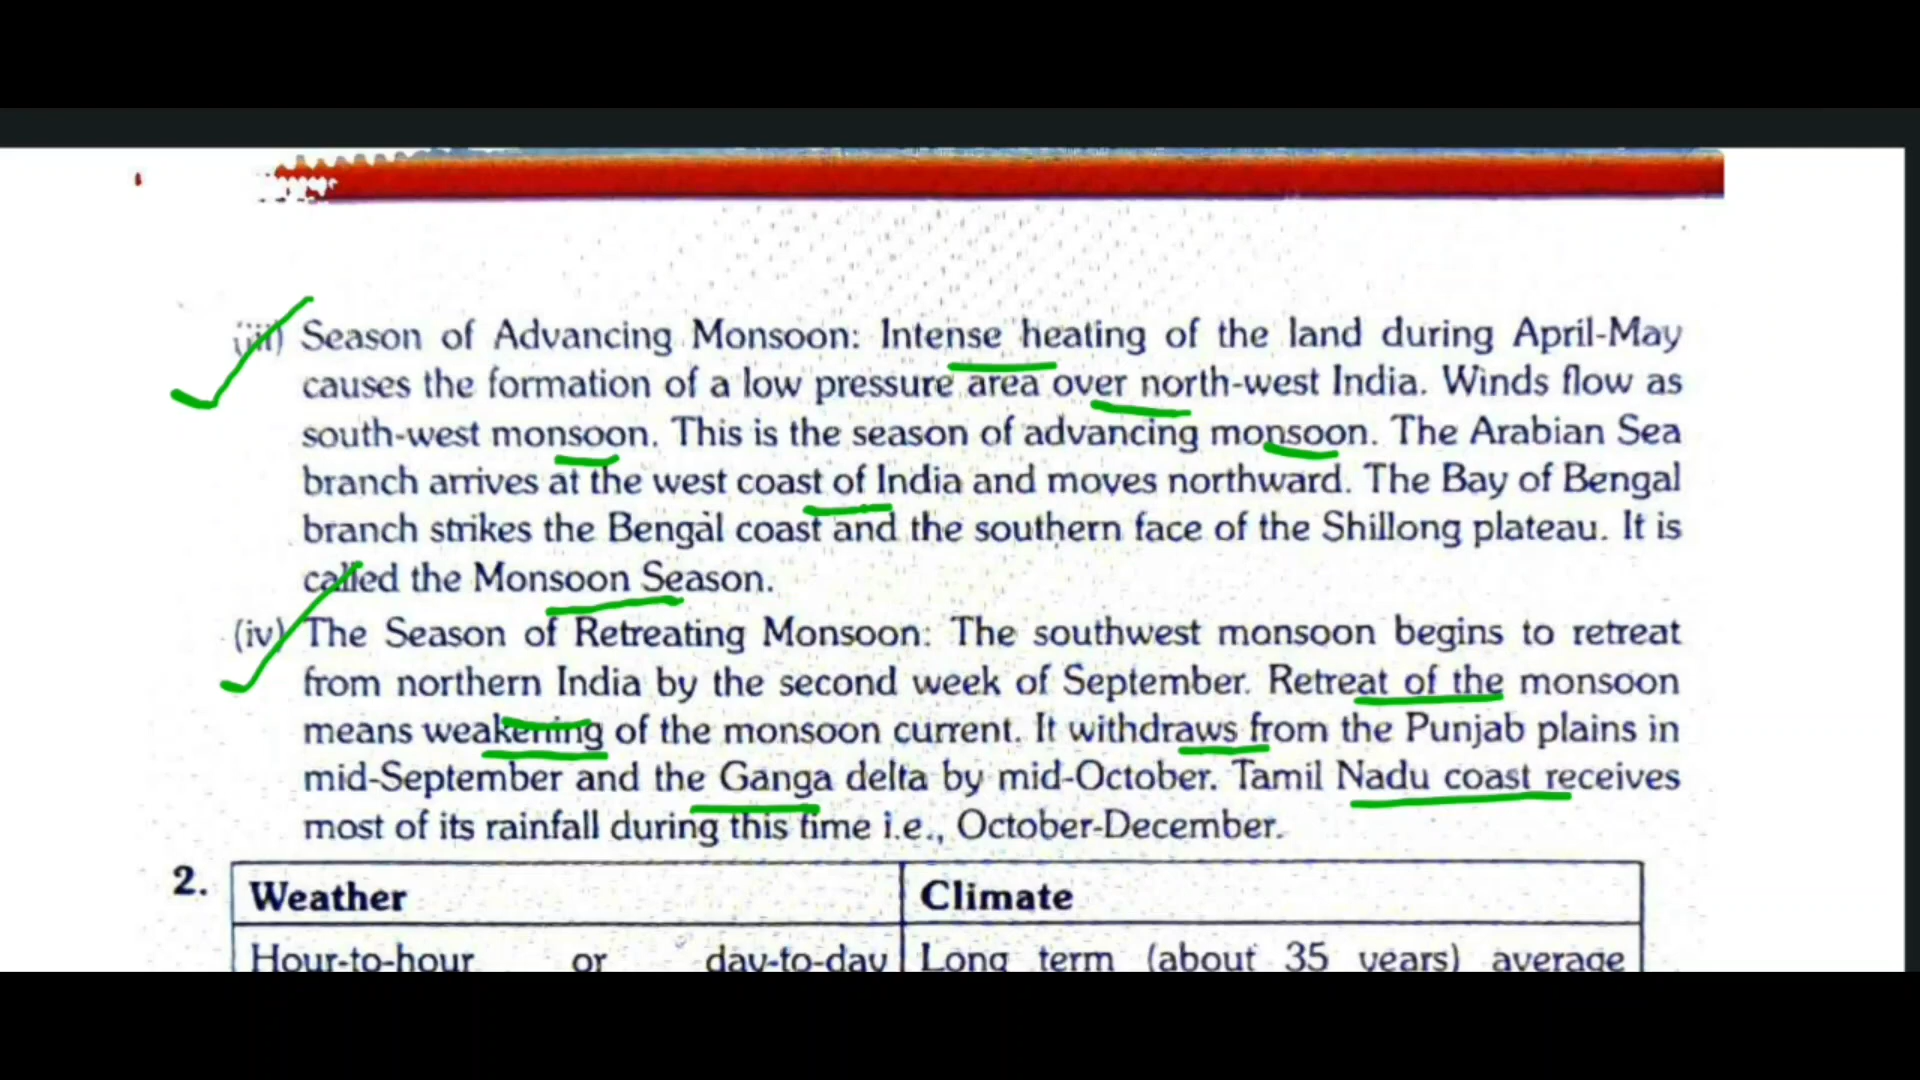 (iii) Season of Advancing Monsoon: Intense heating of the land during April-May
causes the formation of a low pressure area over north-west India. Winds flow as
south-west monsoon. This is the season of advancing monsoon. The Arabian Sea
branch arrives at the west coast of India and moves northward. The Bay of Bengal
branch strikes the Bengal coast and the southern face of the Shillong plateau. It is
called the Monsoon Season.
(iv) The Season of Retreating Monsoon: The southwest monsoon begins to retreat
from northern India by the second week of September. Retreat of the monsoon
means weakening of the monsoon current. It withdraws from the Punjab plains in
mid-September and the Ganga delta by mid-October. Tamil Nadu coast receives
most of its rainfall during this time i.e., October-December.
2. Weather Climate
Hour-to-hour or day-to-day Long term (about 35 years) average